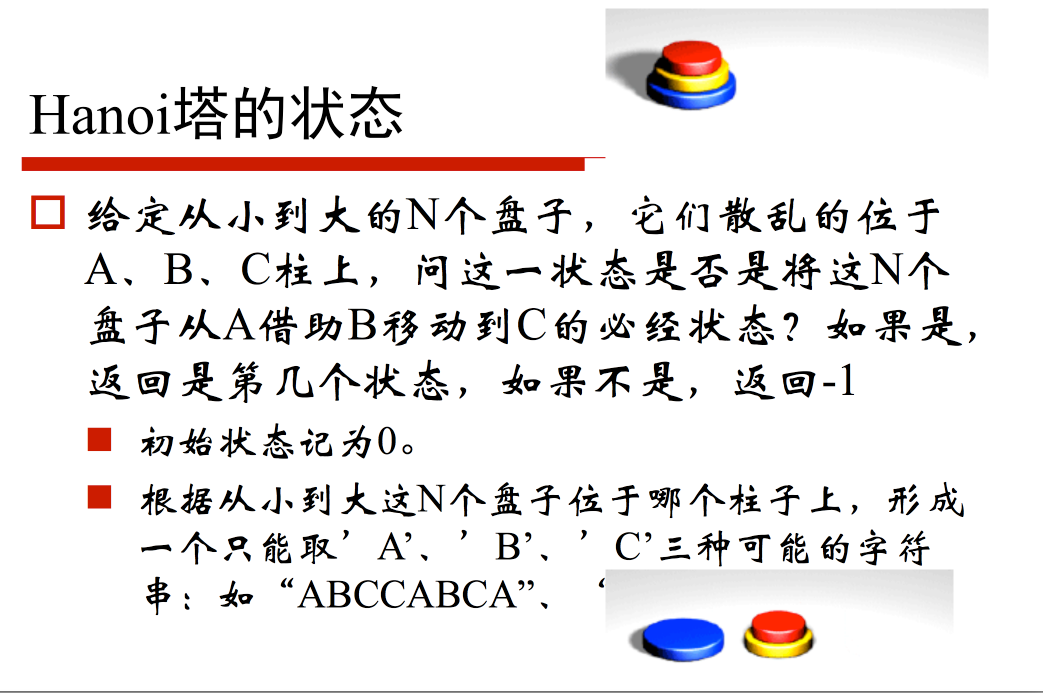 Hanoi塔的状态
给定从小到大的N个盘子，它们散乱的位于
A、B、C柱上，问这一状态是否是将这N个
盘子从A借助B移动到C的必经状态？如果是，
返回是第几个状态，如果不是，返回-1
初始状态记为0。
根据从小到大这N个盘子位于哪个柱子上，形成
一个只能取’A’、’B’、’C’三种可能的字符
串：如“ABCCABCA”、“